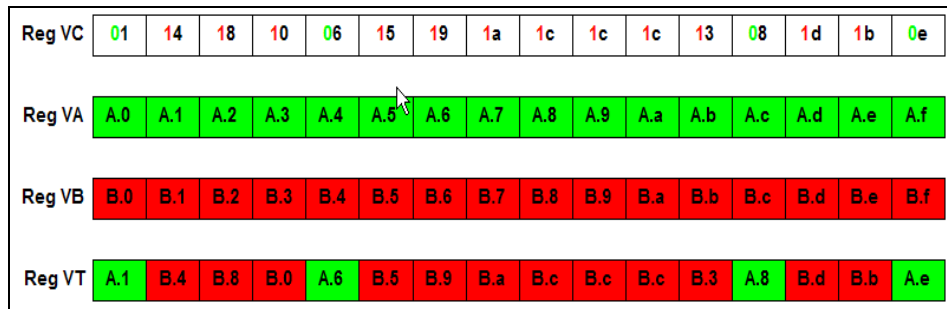 Reg VC 01 14 18 10 06 15 19 1a 1c 1c 1c 13 08 1d 1b 0e
Reg VA A.0 A.1 A.2 A.3 A.4 A.5 A.6 A.7 A.8 A.9 A.a A.b A.c A.d A.e A.f
Reg VB B.0 B.1 B.2 B.3 B.4 B.5 B.6 B.7 B.8 B.9 B.a B.b B.c B.d B.e B.f
Reg VT A.1 B.4 B.8 B.0 A.6 B.5 B.9 B.a B.c B.c B.c B.3 A.8 B.d B.b A.e